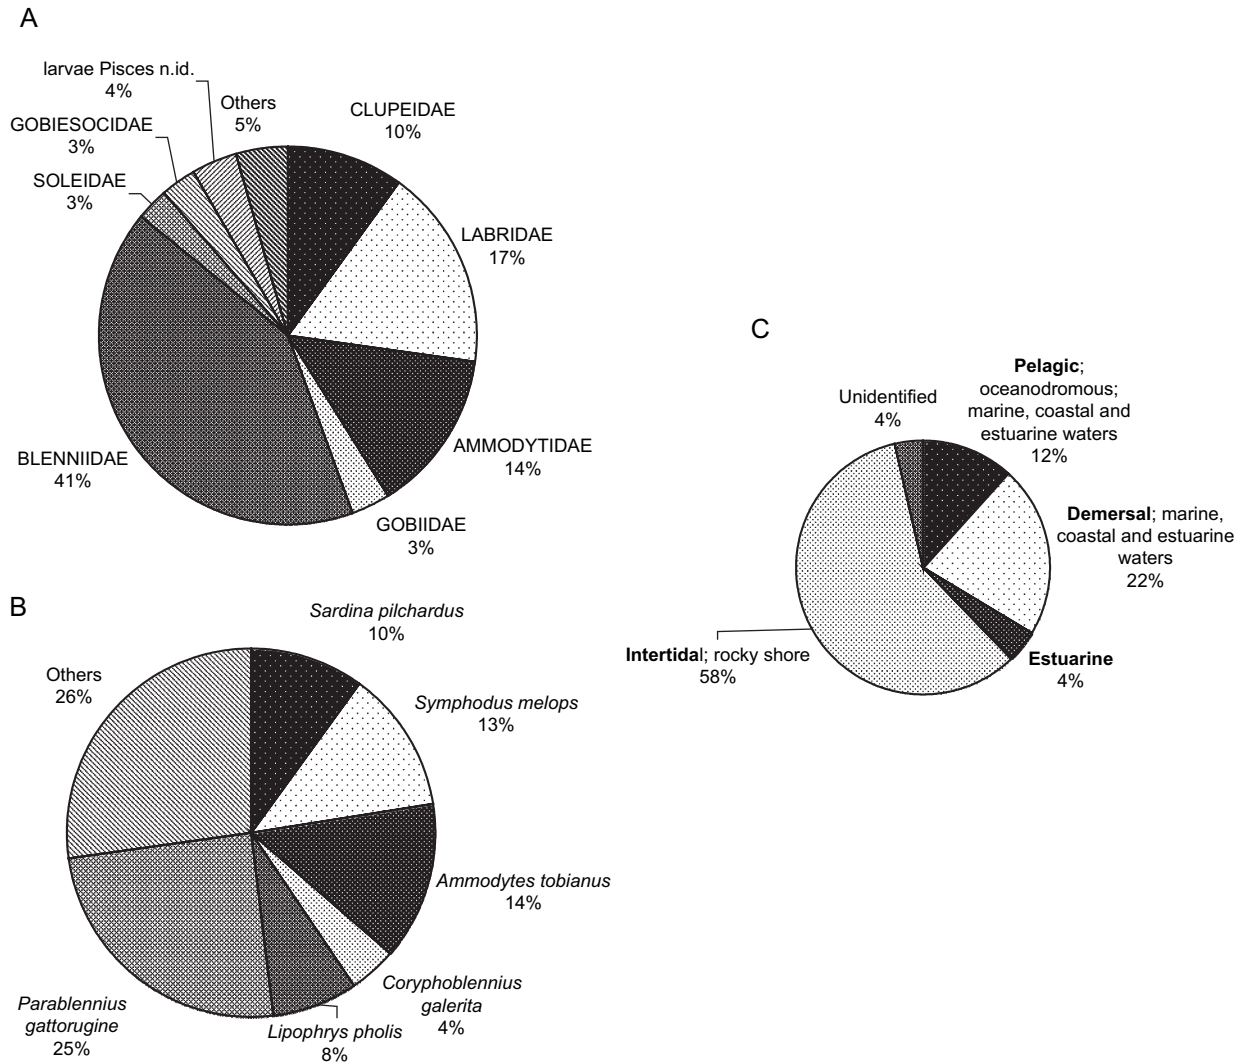 A
larvae Pisces n.id.
4%
Others
5%
CLUPEIDAE
10%
GOBIESOCIDAE
3%
SOLEIDAE
3%
LABRIDAE
17%
AMMODYTIDAE
14%
BLENNIIDAE
41%
GOBIIDAE
3%
B
Sardina pilchardus
10%
Others
26%
Symphodus melops
13%
Ammodytes tobianus
14%
Coryphoblennius
galerita
4%
Parablennius
gattorugine
25%
Lipophrys pholis
8%
C
Pelagic;
oceanodromous;
marine, coastal and
estuarine waters
12%
Unidentified
4%
Demersal; marine,
coastal and estuarine
waters
22%
Intertidal; rocky shore
58%
Estuarine
4%